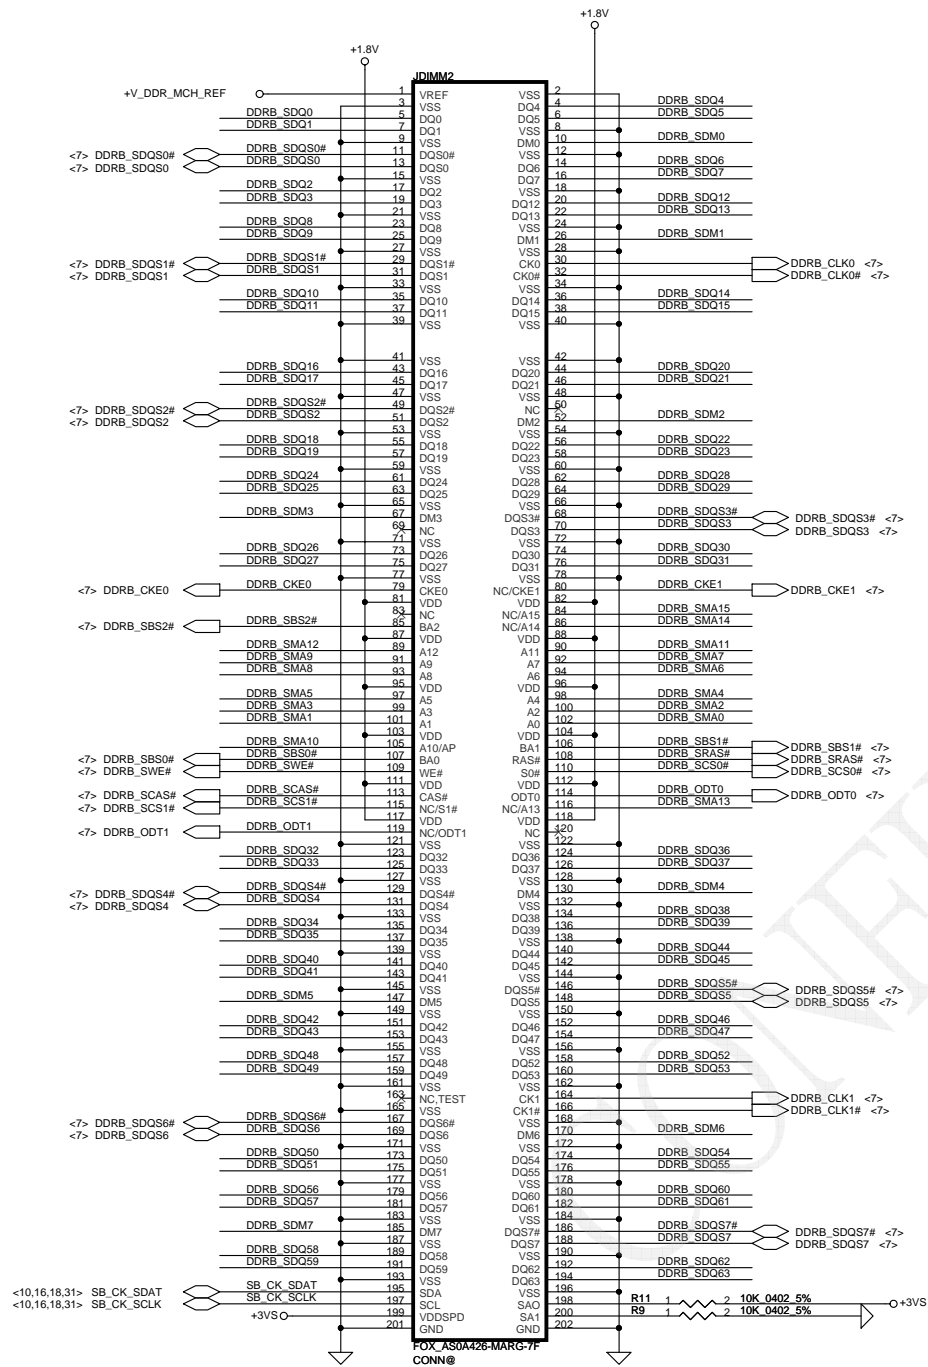 +1.8V
+1.8V
JDIMM2
+V_DDR_MCH_REF 1 VREF VSS 2
3 VSS DQ4 4 DDRB_SDQ4
DDRB_SDQ0 5 DQ0 DQ5 6 DDRB_SDQ5
DDRB_SDQ1 7 DQ1 VSS 8
9 VSS DM0 10 DDRB_SDM0
<7> DDRB_SDQS0# DDRB_SDQS0# 11 DQS0# VSS 12
<7> DDRB_SDQS0 DDRB_SDQS0 13 DQS0 DQ6 14 DDRB_SDQ6
15 VSS DQ7 16 DDRB_SDQ7
DDRB_SDQ2 17 DQ2 VSS 18
DDRB_SDQ3 19 DQ3 DQ12 20 DDRB_SDQ12
21 VSS DQ13 22 DDRB_SDQ13
DDRB_SDQ8 23 DQ8 VSS 24
DDRB_SDQ9 25 DQ9 DM1 26 DDRB_SDM1
27 VSS VSS 28
<7> DDRB_SDQS1# DDRB_SDQS1# 29 DQS1# CK0 30 DDRB_CLK0 <7>
<7> DDRB_SDQS1 DDRB_SDQS1 31 DQS1 CK0# 32 DDRB_CLK0# <7>
33 VSS VSS 34
DDRB_SDQ10 35 DQ10 DQ14 36 DDRB_SDQ14
DDRB_SDQ11 37 DQ11 DQ15 38 DDRB_SDQ15
39 VSS VSS 40
41 VSS VSS 42
DDRB_SDQ16 43 DQ16 DQ20 44 DDRB_SDQ20
DDRB_SDQ17 45 DQ17 DQ21 46 DDRB_SDQ21
47 VSS VSS 48
<7> DDRB_SDQS2# DDRB_SDQS2# 49 DQS2# NC 50
<7> DDRB_SDQS2 DDRB_SDQS2 51 DQS2 DM2 52 DDRB_SDM2
53 VSS VSS 54
DDRB_SDQ18 55 DQ18 DQ22 56 DDRB_SDQ22
DDRB_SDQ19 57 DQ19 DQ23 58 DDRB_SDQ23
59 VSS VSS 60
DDRB_SDQ24 61 DQ24 DQ28 62 DDRB_SDQ28
DDRB_SDQ25 63 DQ25 DQ29 64 DDRB_SDQ29
65 VSS VSS 66
DDRB_SDM3 67 DM3 DQS3# 68 DDRB_SDQS3# DDRB_SDQS3# <7>
69 NC DQS3 70 DDRB_SDQS3 DDRB_SDQS3 <7>
71 VSS VSS 72
DDRB_SDQ26 73 DQ26 DQ30 74 DDRB_SDQ30
DDRB_SDQ27 75 DQ27 DQ31 76 DDRB_SDQ31
77 VSS VSS 78
<7> DDRB_CKE0 DDRB_CKE0 79 CKE0 NC/CKE1 80 DDRB_CKE1 DDRB_CKE1 <7>
81 VDD VDD 82
83 NC NC/A15 84 DDRB_SMA15
<7> DDRB_SBS2# DDRB_SBS2# 85 BA2 NC/A14 86 DDRB_SMA14
87 VDD VDD 88
DDRB_SMA12 89 A12 A11 90 DDRB_SMA11
DDRB_SMA9 91 A9 A7 92 DDRB_SMA7
DDRB_SMA8 93 A8 A6 94 DDRB_SMA6
95 VDD VDD 96
DDRB_SMA5 97 A5 A4 98 DDRB_SMA4
DDRB_SMA3 99 A3 A2 100 DDRB_SMA2
DDRB_SMA1 101 A1 A0 102 DDRB_SMA0
103 VDD VDD 104
DDRB_SMA10 105 A10/AP BA1 106 DDRB_SBS1# DDRB_SBS1# <7>
<7> DDRB_SBS0# DDRB_SBS0# 107 BA0 RAS# 108 DDRB_SRAS# DDRB_SRAS# <7>
<7> DDRB_SWE# DDRB_SWE# 109 WE# S0# 110 DDRB_SCS0# DDRB_SCS0# <7>
111 VDD VDD 112
<7> DDRB_SCAS# DDRB_SCAS# 113 CAS# ODT0 114 DDRB_ODT0 DDRB_ODT0 <7>
<7> DDRB_SCS1# DDRB_SCS1# 115 NC/S1# NC/A13 116 DDRB_SMA13
117 VDD VDD 118
<7> DDRB_ODT1 DDRB_ODT1 119 NC/ODT1 NC 120
121 VSS VSS 122
DDRB_SDQ32 123 DQ32 DQ36 124 DDRB_SDQ36
DDRB_SDQ33 125 DQ33 DQ37 126 DDRB_SDQ37
127 VSS VSS 128
<7> DDRB_SDQS4# DDRB_SDQS4# 129 DQS4# DM4 130 DDRB_SDM4
<7> DDRB_SDQS4 DDRB_SDQS4 131 DQS4 VSS 132
133 VSS DQ38 134 DDRB_SDQ38
DDRB_SDQ34 135 DQ34 DQ39 136 DDRB_SDQ39
DDRB_SDQ35 137 DQ35 VSS 138
139 VSS DQ44 140 DDRB_SDQ44
DDRB_SDQ40 141 DQ40 DQ45 142 DDRB_SDQ45
DDRB_SDQ41 143 DQ41 VSS 144
145 VSS DQS5# 146 DDRB_SDQS5# DDRB_SDQS5# <7>
DDRB_SDM5 147 DM5 DQS5 148 DDRB_SDQS5 DDRB_SDQS5 <7>
149 VSS VSS 150
DDRB_SDQ42 151 DQ42 DQ46 152 DDRB_SDQ46
DDRB_SDQ43 153 DQ43 DQ47 154 DDRB_SDQ47
155 VSS VSS 156
DDRB_SDQ48 157 DQ48 DQ52 158 DDRB_SDQ52
DDRB_SDQ49 159 DQ49 DQ53 160 DDRB_SDQ53
161 VSS VSS 162
163 NC,TEST CK1 164 DDRB_CLK1 <7>
165 VSS CK1# 166 DDRB_CLK1# <7>
<7> DDRB_SDQS6# DDRB_SDQS6# 167 DQS6# VSS 168
<7> DDRB_SDQS6 DDRB_SDQS6 169 DQS6 DM6 170 DDRB_SDM6
171 VSS VSS 172
DDRB_SDQ50 173 DQ50 DQ54 174 DDRB_SDQ54
DDRB_SDQ51 175 DQ51 DQ55 176 DDRB_SDQ55
177 VSS VSS 178
DDRB_SDQ56 179 DQ56 DQ60 180 DDRB_SDQ60
DDRB_SDQ57 181 DQ57 DQ61 182 DDRB_SDQ61
183 VSS VSS 184
DDRB_SDM7 185 DM7 DQS7# 186 DDRB_SDQS7# DDRB_SDQS7# <7>
187 VSS DQS7 188 DDRB_SDQS7 DDRB_SDQS7 <7>
DDRB_SDQ58 189 DQ58 VSS 190
DDRB_SDQ59 191 DQ59 DQ62 192 DDRB_SDQ62
193 VSS DQ63 194 DDRB_SDQ63
<10,16,18,31> SB_CK_SDAT SB_CK_SDAT 195 SDA VSS 196
<10,16,18,31> SB_CK_SCLK SB_CK_SCLK 197 SCL SAO 198 R11 1 2 10K_0402_5% +3VS
+3VS 199 VDDSPD SA1 200 R9 1 2 10K_0402_5%
201 GND GND 202
FOX_AS0A426-MARG-7F
CONN@